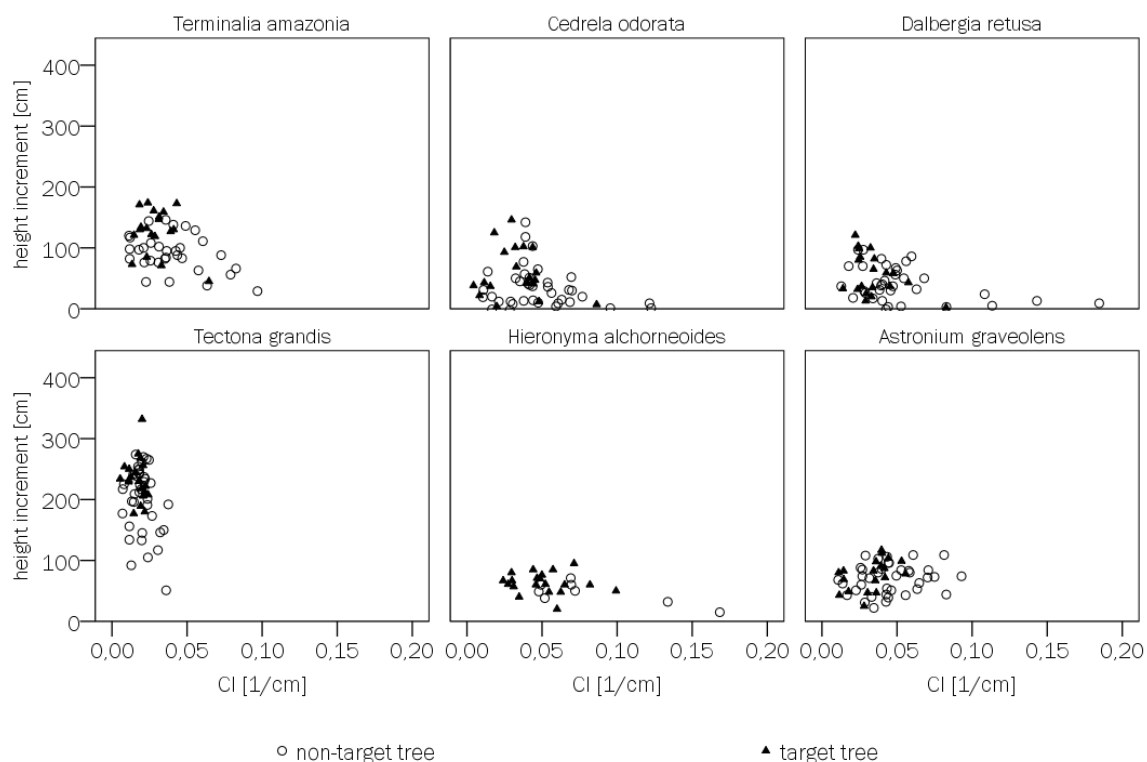 Terminalia amazonia Cedrela odorata Dalbergia retusa
height increment [cm]
400
300
200
100
0
Tectona grandis Hieronyma alchorneoides Astronium graveolens
height increment [cm]
400
300
200
100
0
0,00 0,05 0,10 0,15 0,20 0,00 0,05 0,10 0,15 0,20 0,00 0,05 0,10 0,15 0,20
CI [1/cm] CI [1/cm] CI [1/cm]
non-target tree target tree